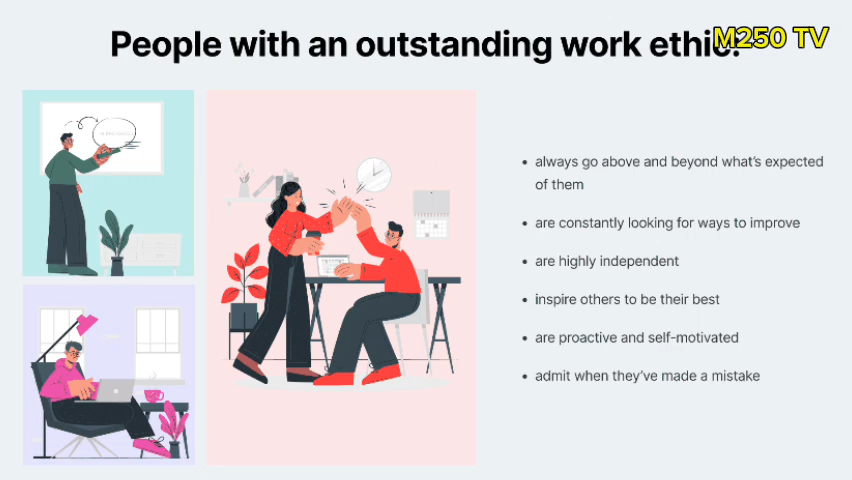 People with an outstanding work ethic:
M250 TV
always go above and beyond what's expected
of them
are constantly looking for ways to improve
are highly independent
inspire others to be their best
are proactive and self-motivated
admit when they've made a mistake